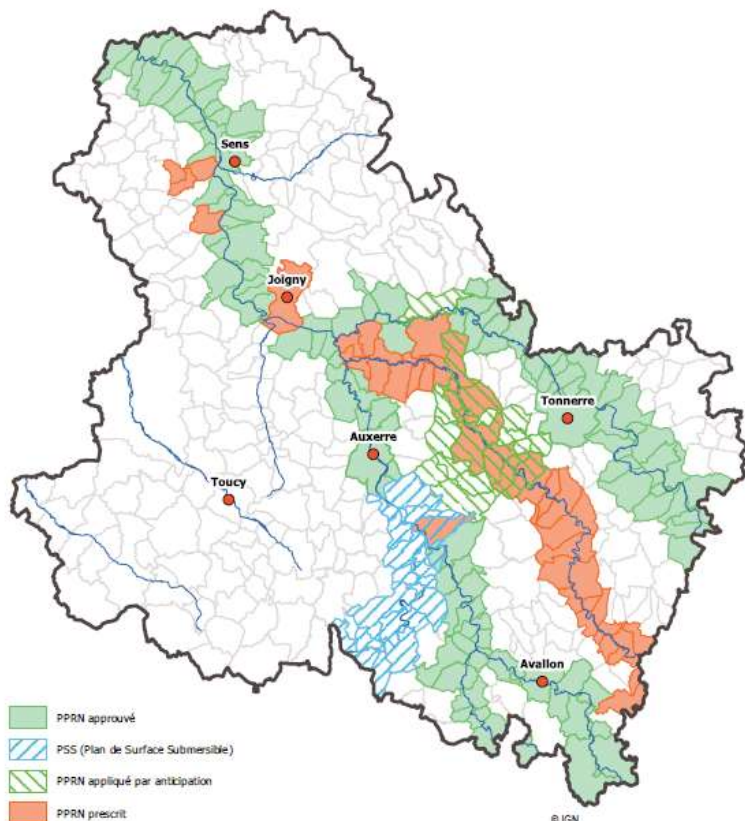 Sens
Joigny
Tonnerre
Auxerre
Toucy
Avallon
PPRN approuvé
PSS (Plan de Surface Submersible)
PPRN appliqué par anticipation
PPRN prescrit
© IGN